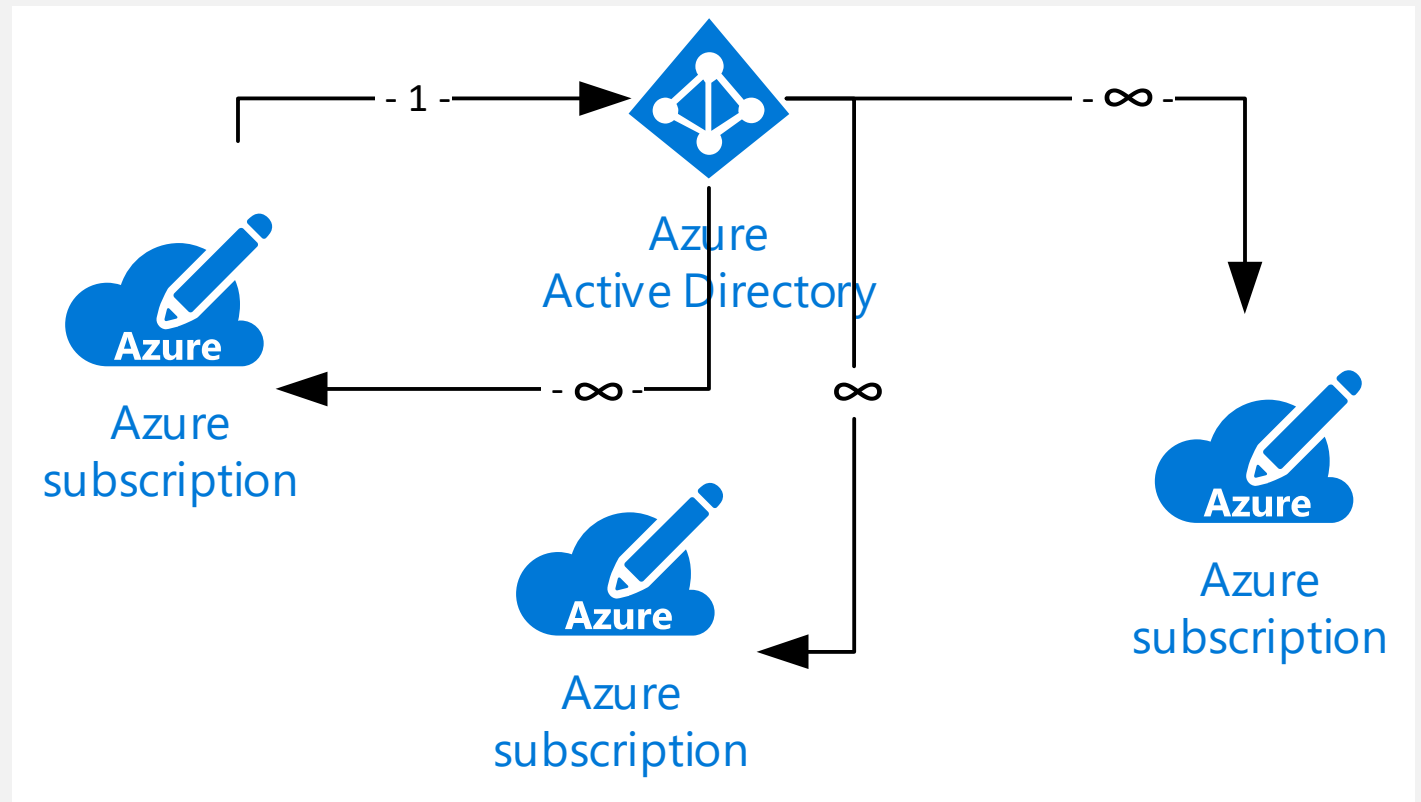 - 1 -
- ∞ -
Azure
Active Directory
Azure
Azure
subscription
- ∞ -
∞
Azure
Azure
subscription
Azure
Azure
subscription